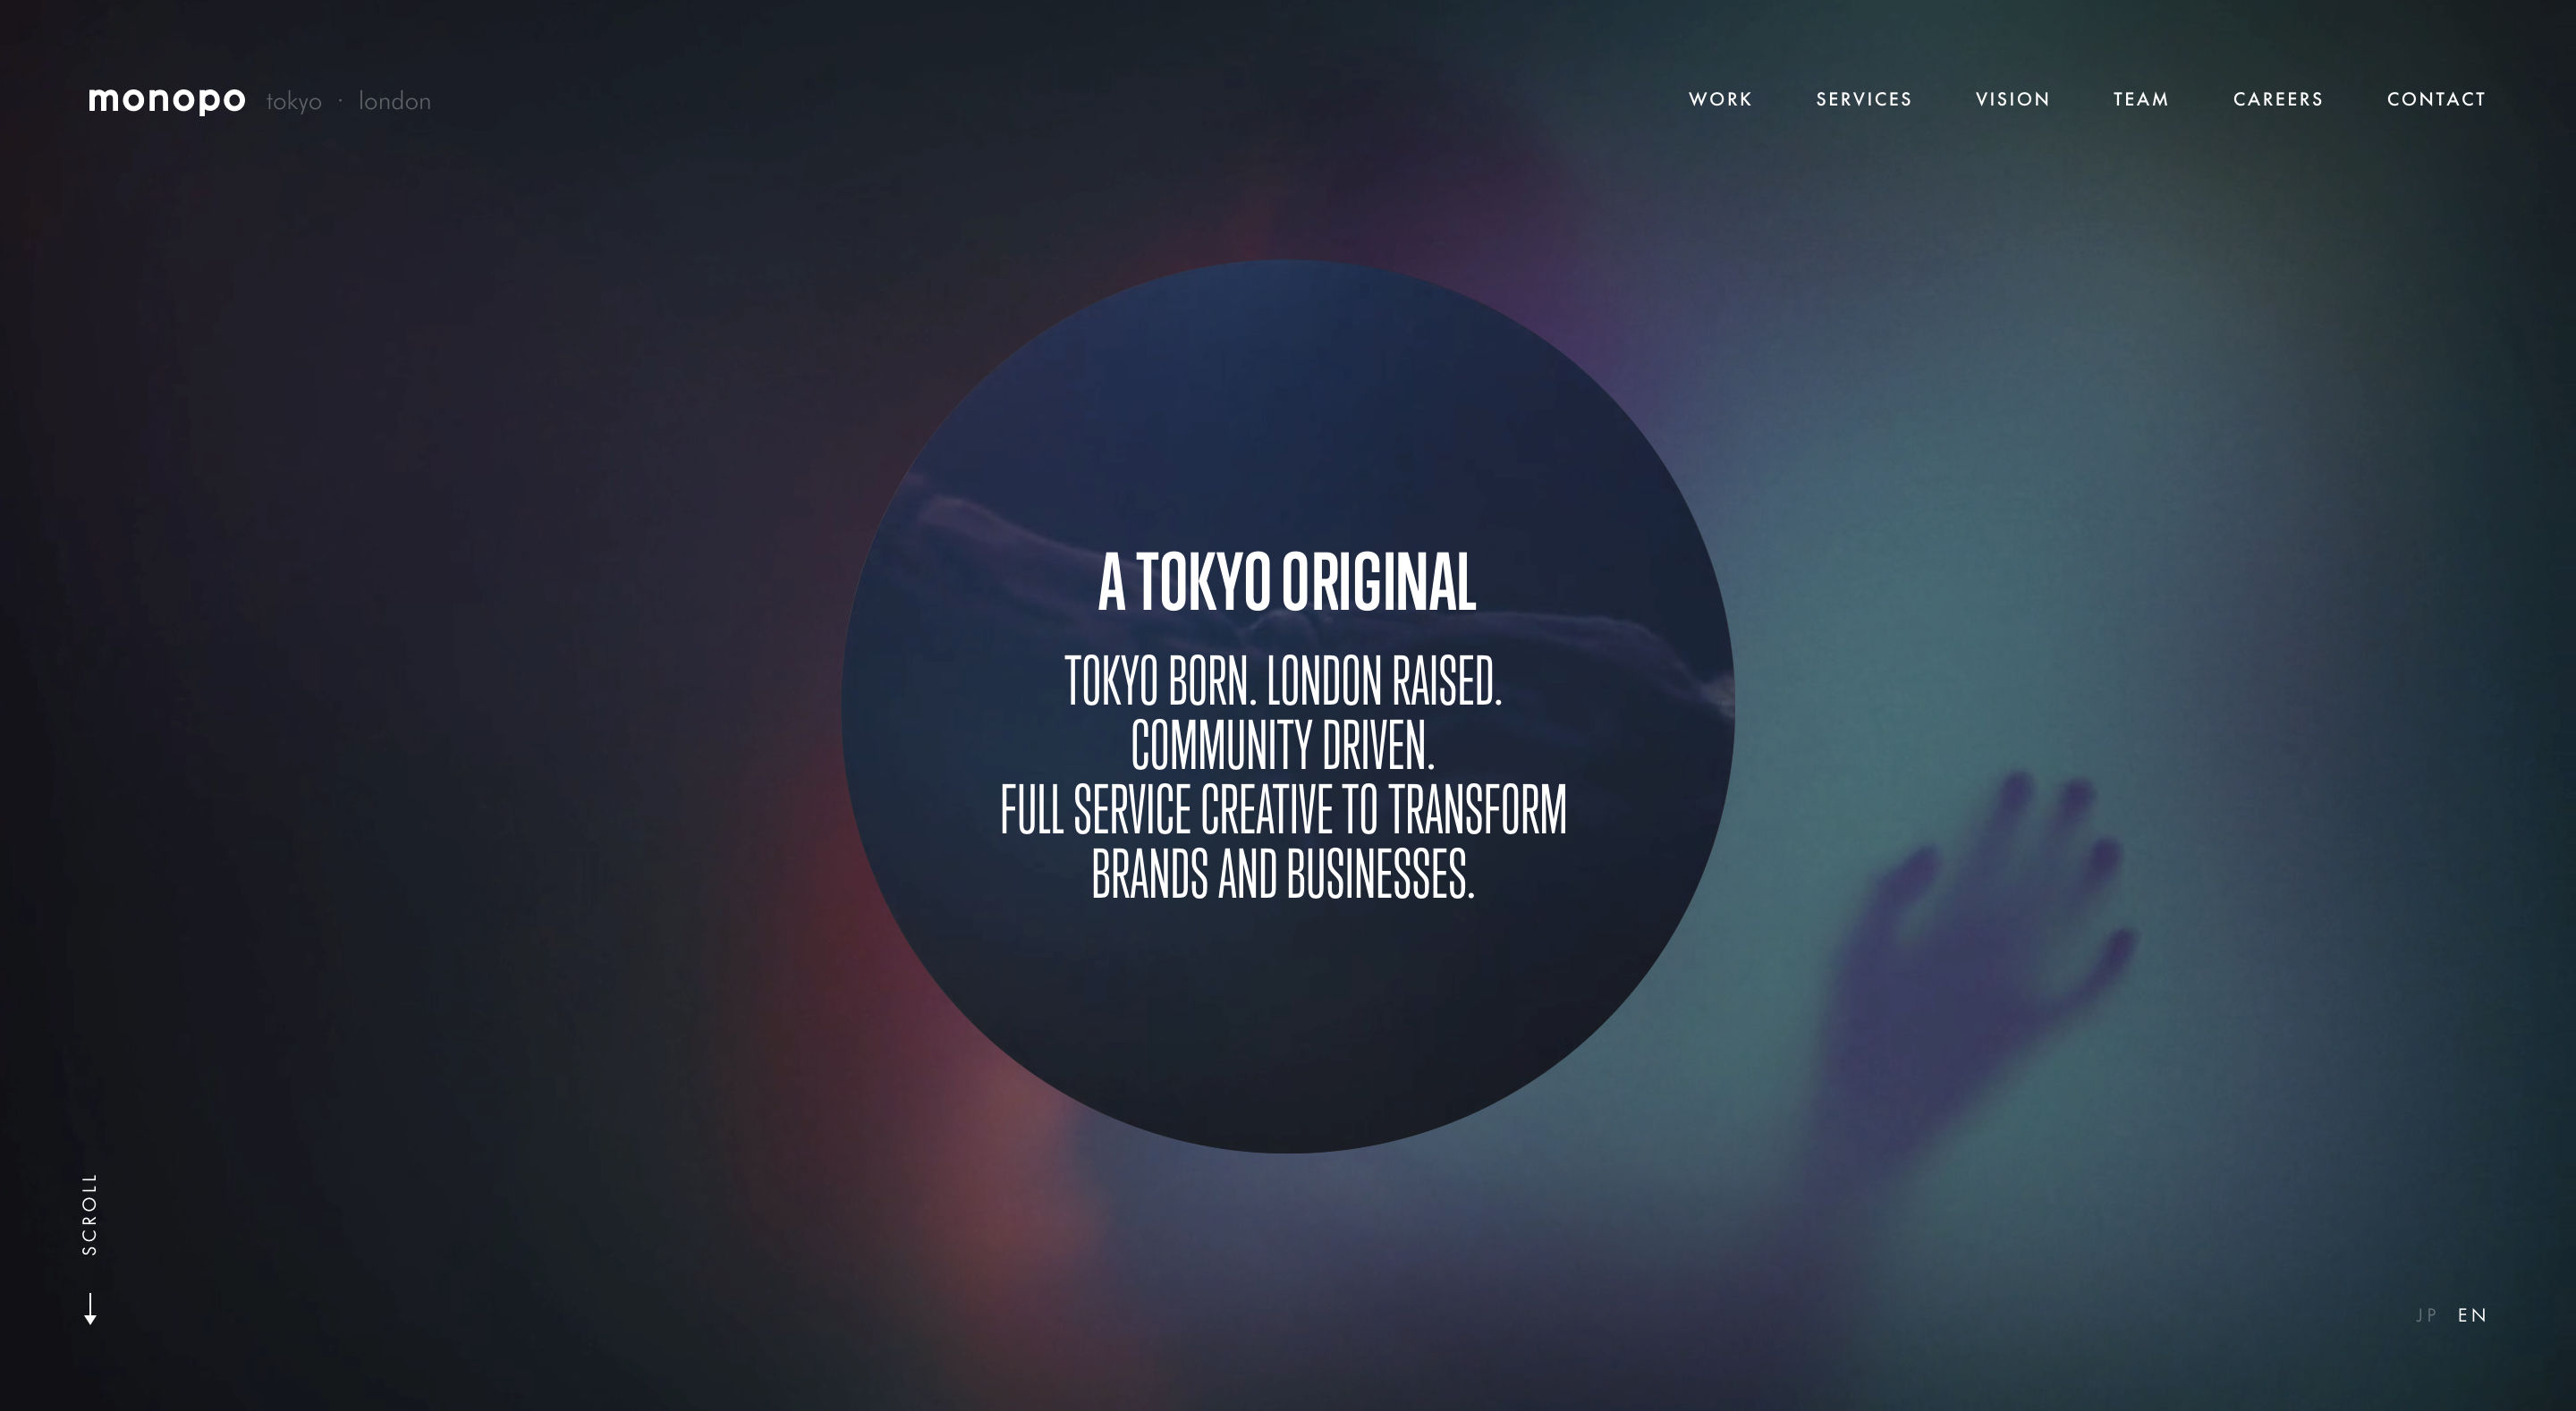 monopo tokyo · london
WORK SERVICES VISION TEAM CAREERS CONTACT
A TOKYO ORIGINAL
TOKYO BORN. LONDON RAISED.
COMMUNITY DRIVEN.
FULL SERVICE CREATIVE TO TRANSFORM
BRANDS AND BUSINESSES.
SCROLL
JP EN